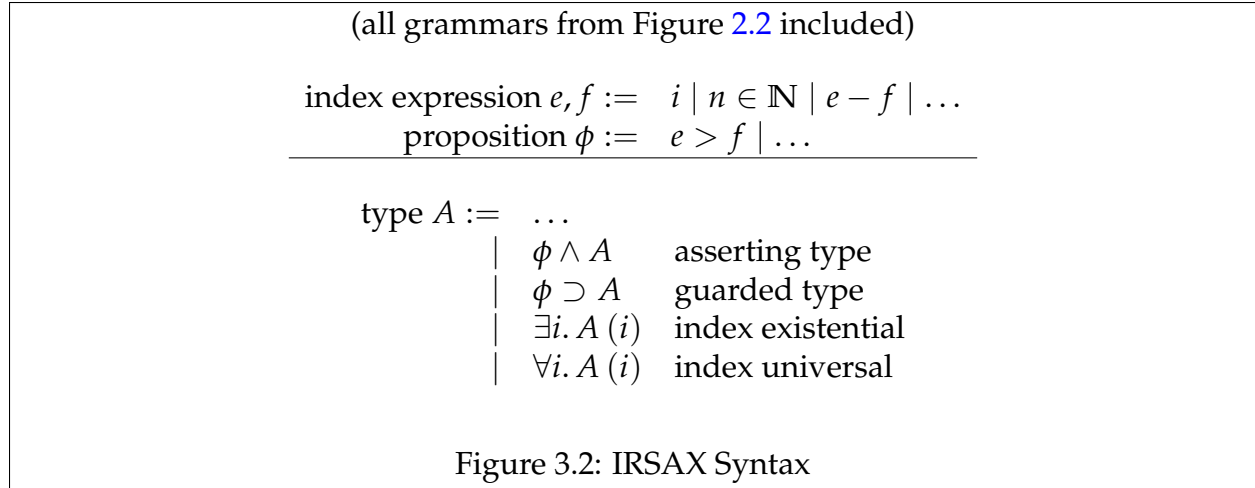 (all grammars from Figure 2.2 included)
index expression e, f := i | n ∈ ℕ | e − f | …
proposition ϕ := e > f | …
type A := …
| ϕ ∧ A asserting type
| ϕ ⊃ A guarded type
| ∃i. A (i) index existential
| ∀i. A (i) index universal
Figure 3.2: IRSAX Syntax